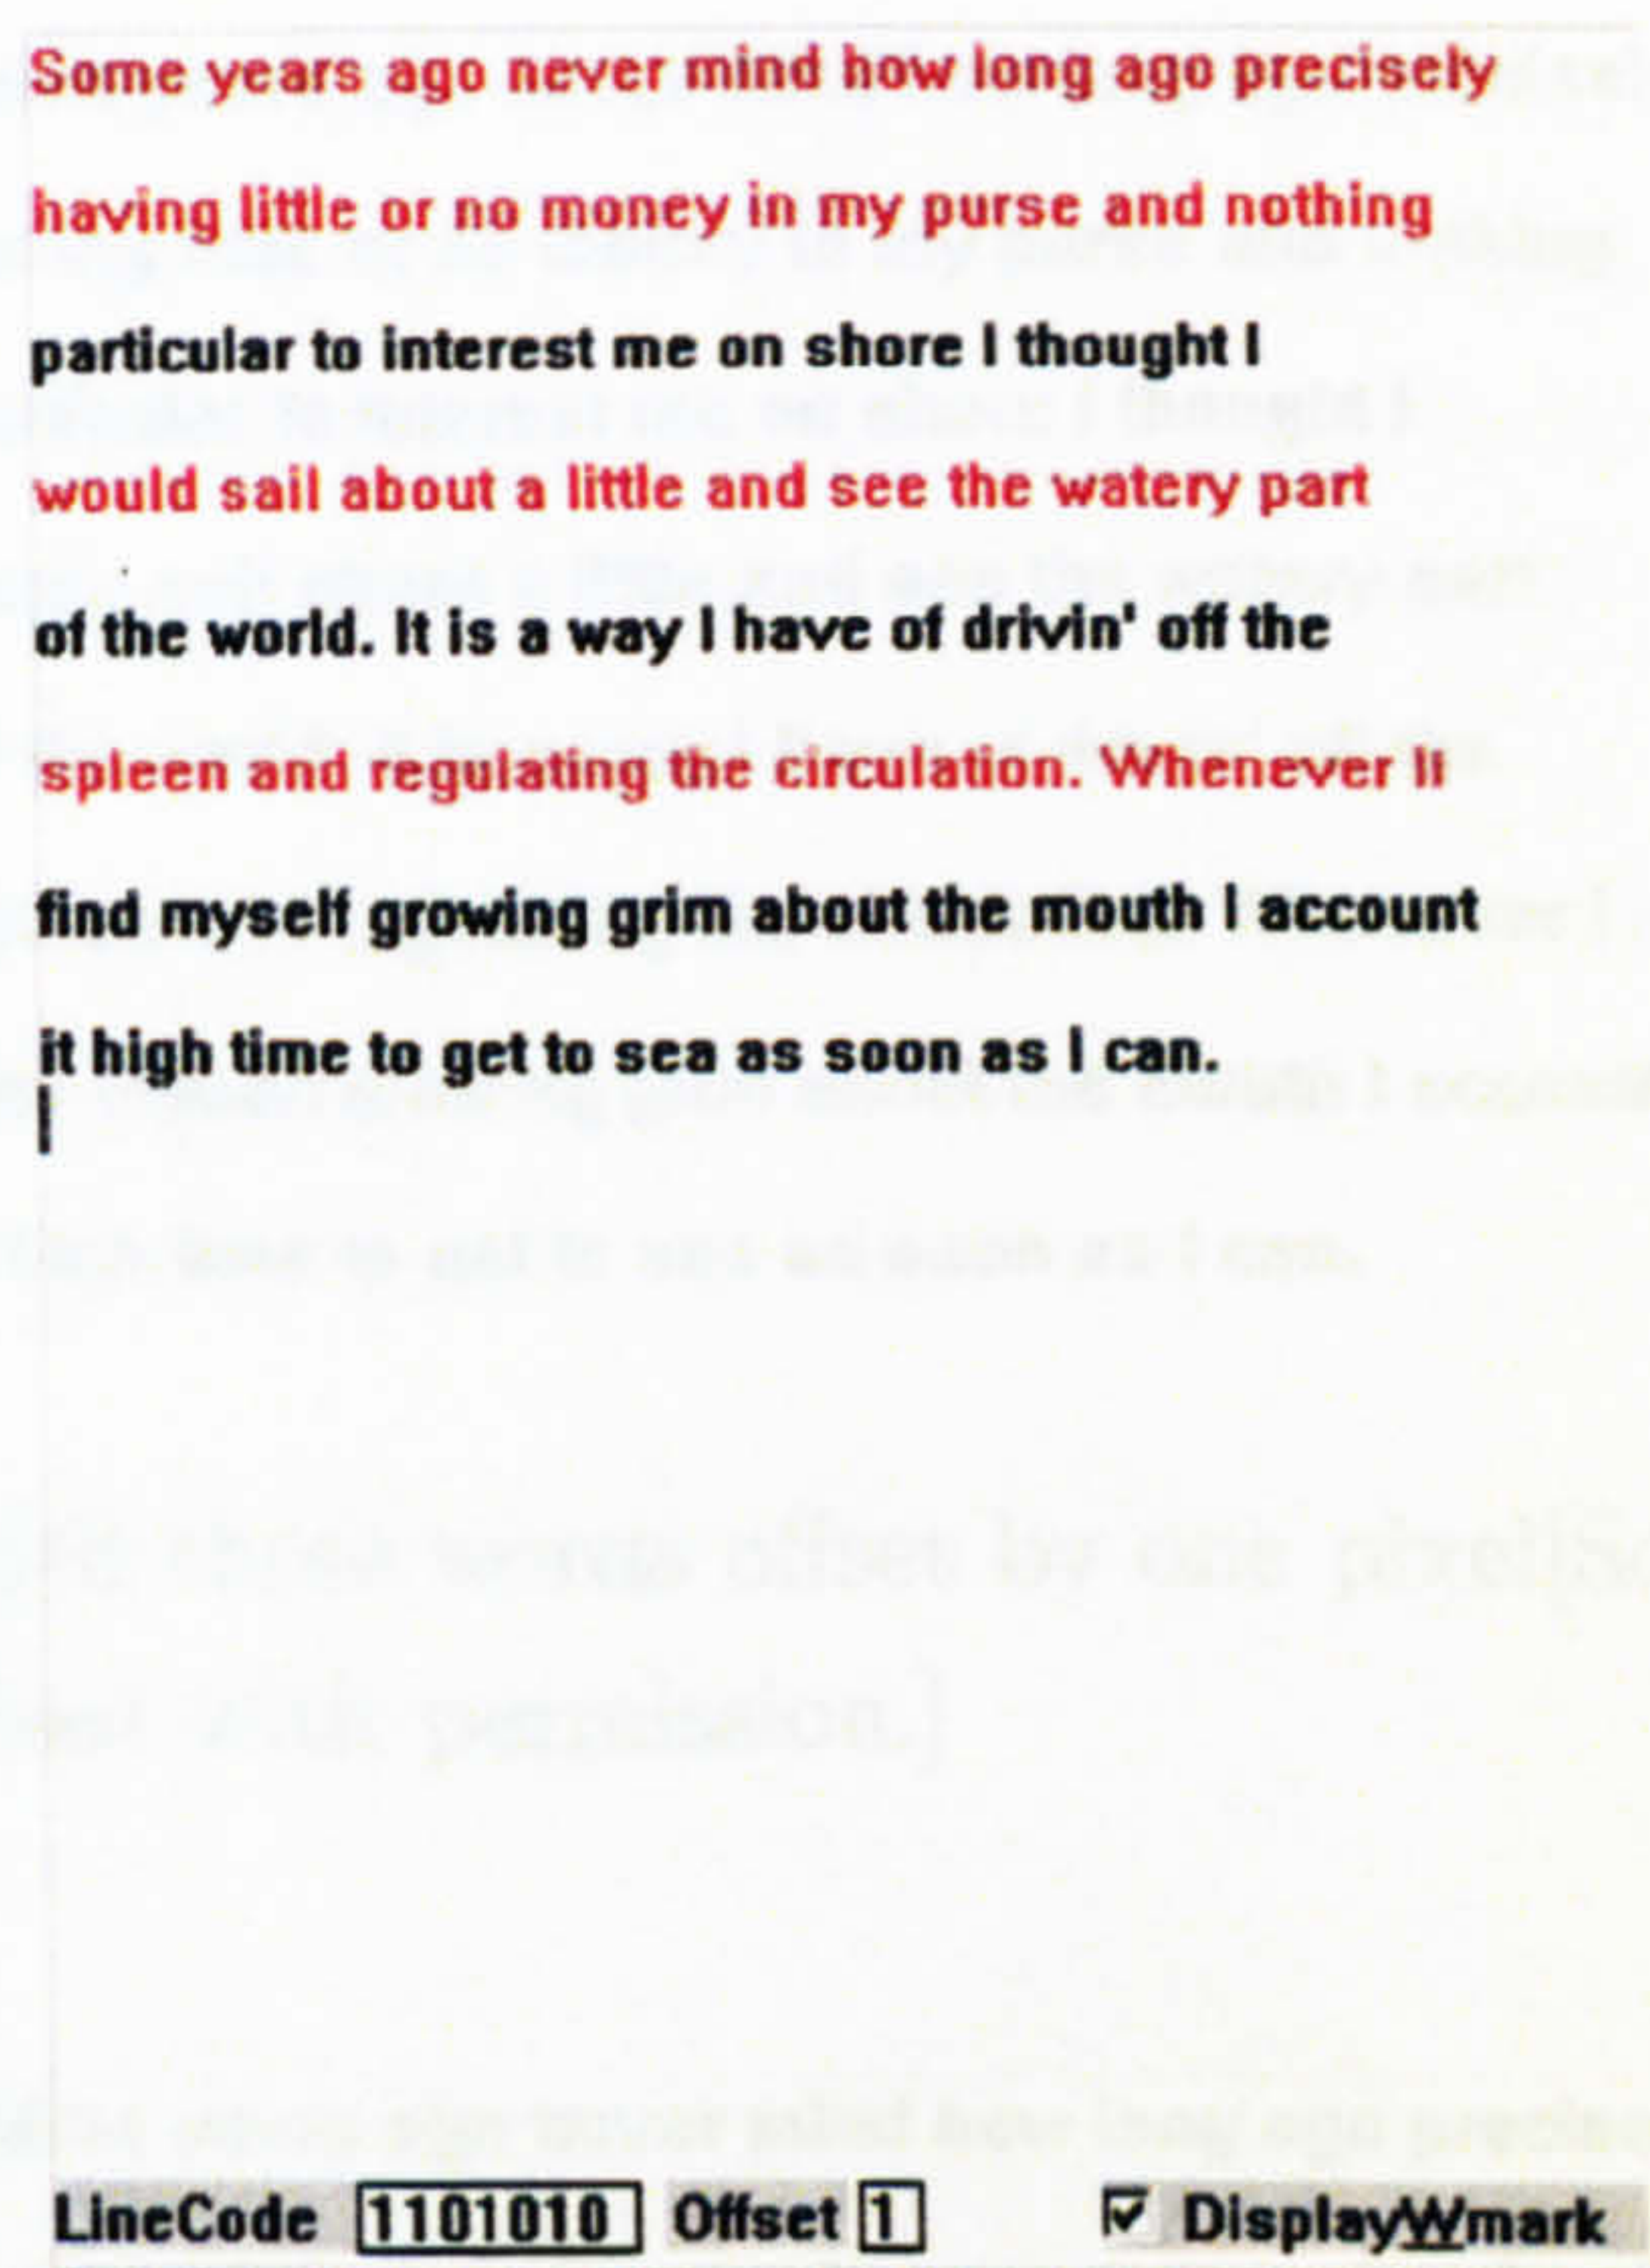 Some years ago never mind how long ago precisely
having little or no money in my purse and nothing
particular to interest me on shore I thought I
would sail about a little and see the watery part
of the world. It is a way I have of drivin' off the
spleen and regulating the circulation. Whenever
find myself growing grim about the mouth I account
it high time to get to sea as soon as I can.
LineCode 1101010 Offset 1 DisplayWmark